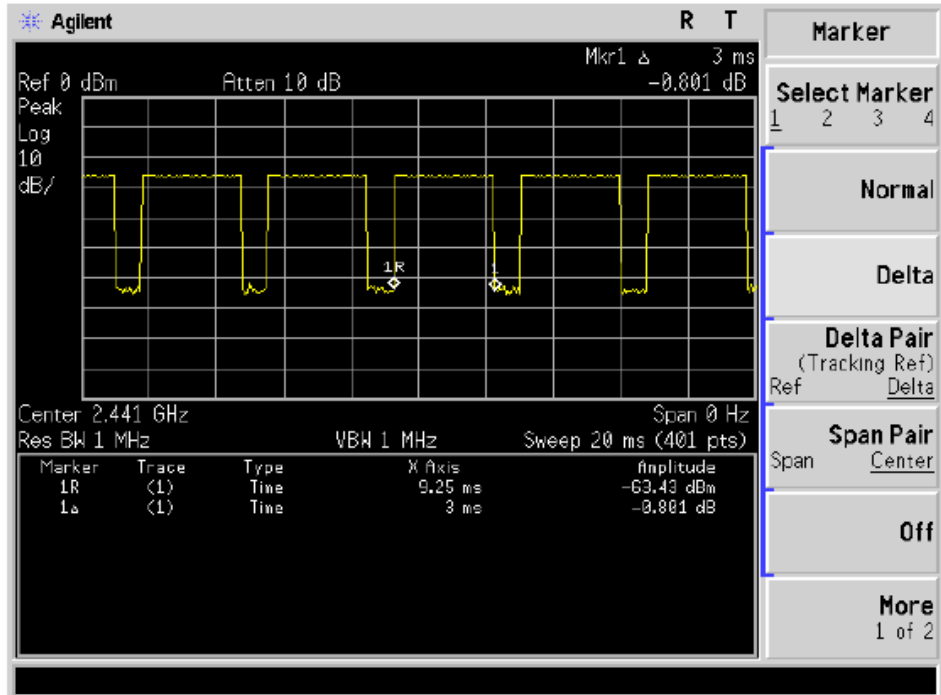 Agilent R T
Mkr1 Δ 3 ms
Ref 0 dBm Atten 10 dB -0.801 dB
Peak
Log
10
dB/
1R
1
Center 2.441 GHz Span 0 Hz
Res BW 1 MHz VBW 1 MHz Sweep 20 ms (401 pts)
Marker Trace Type X Axis Amplitude
1R (1) Time 9.25 ms -63.43 dBm
1Δ (1) Time 3 ms -0.801 dB
Marker
Select Marker
1 2 3 4
Normal
Delta
Delta Pair
(Tracking Ref)
Ref Delta
Span Pair
Span Center
Off
More
1 of 2